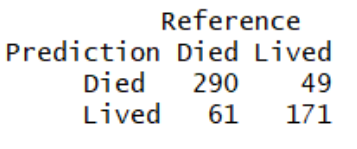 Reference
Prediction Died Lived
Died 290 49
Lived 61 171